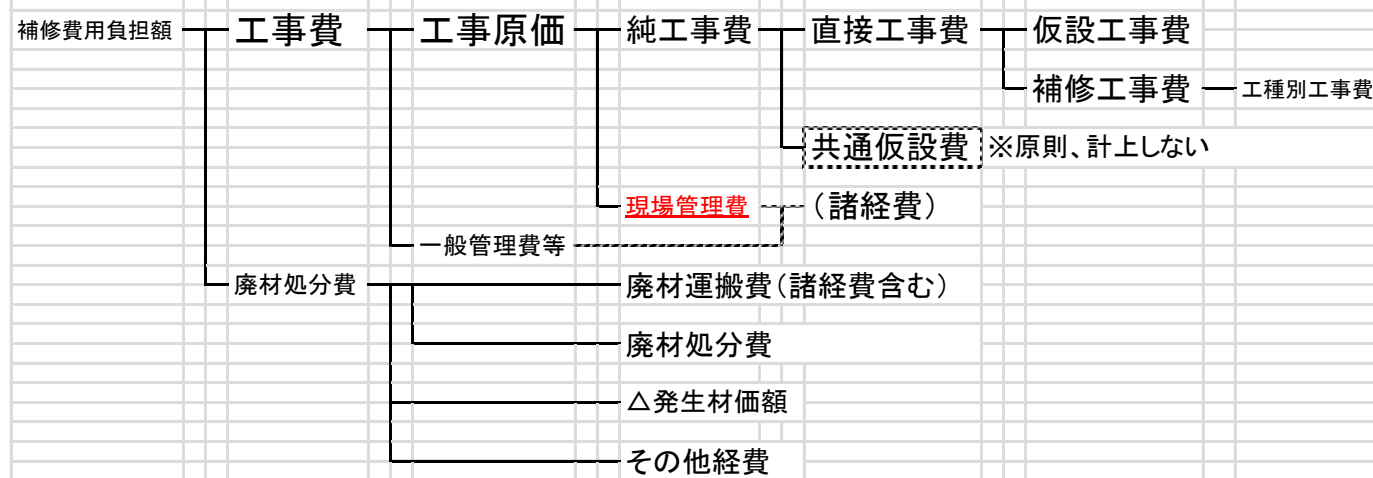 補修費用負担額 工事費 工事原価 純工事費 直接工事費 仮設工事費
補修工事費 工種別工事費
共通仮設費 ※原則、計上しない
現場管理費 (諸経費)
一般管理費等
廃材処分費 廃材運搬費(諸経費含む)
廃材処分費
△発生材価額
その他経費